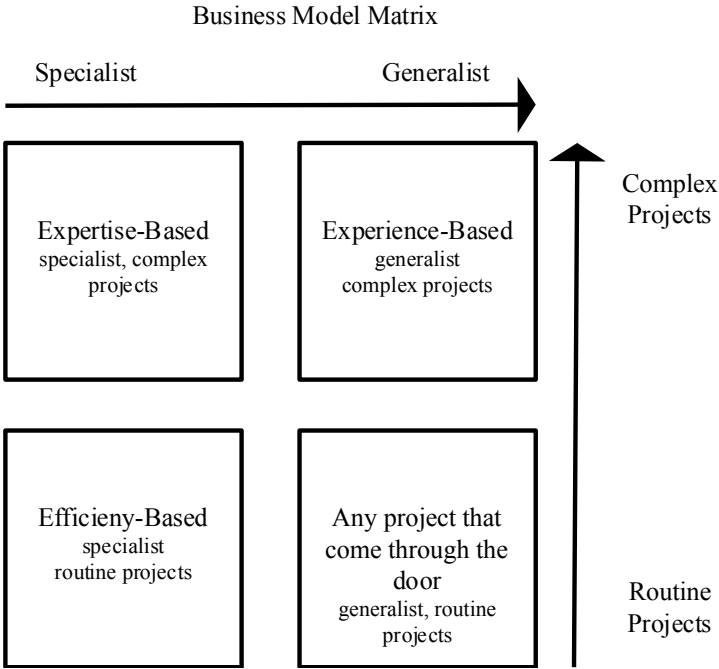 Business Model Matrix
Specialist
Generalist
Expertise-Based
specialist, complex
projects
Experience-Based
generalist
complex projects
Complex
Projects
Efficieny-Based
specialist
routine projects
Any project that
come through the
door
generalist, routine
projects
Routine
Projects